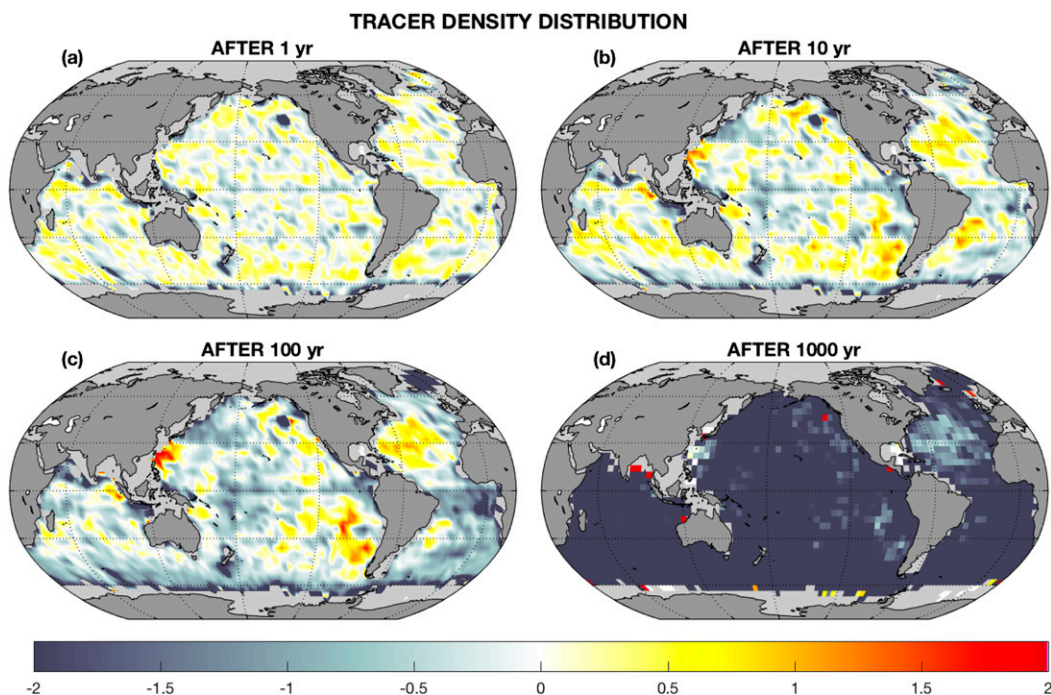 TRACER DENSITY DISTRIBUTION
(a) AFTER 1 yr
(b) AFTER 10 yr
(c) AFTER 100 yr
(d) AFTER 1000 yr
-2 -1.5 -1 -0.5 0 0.5 1 1.5 2